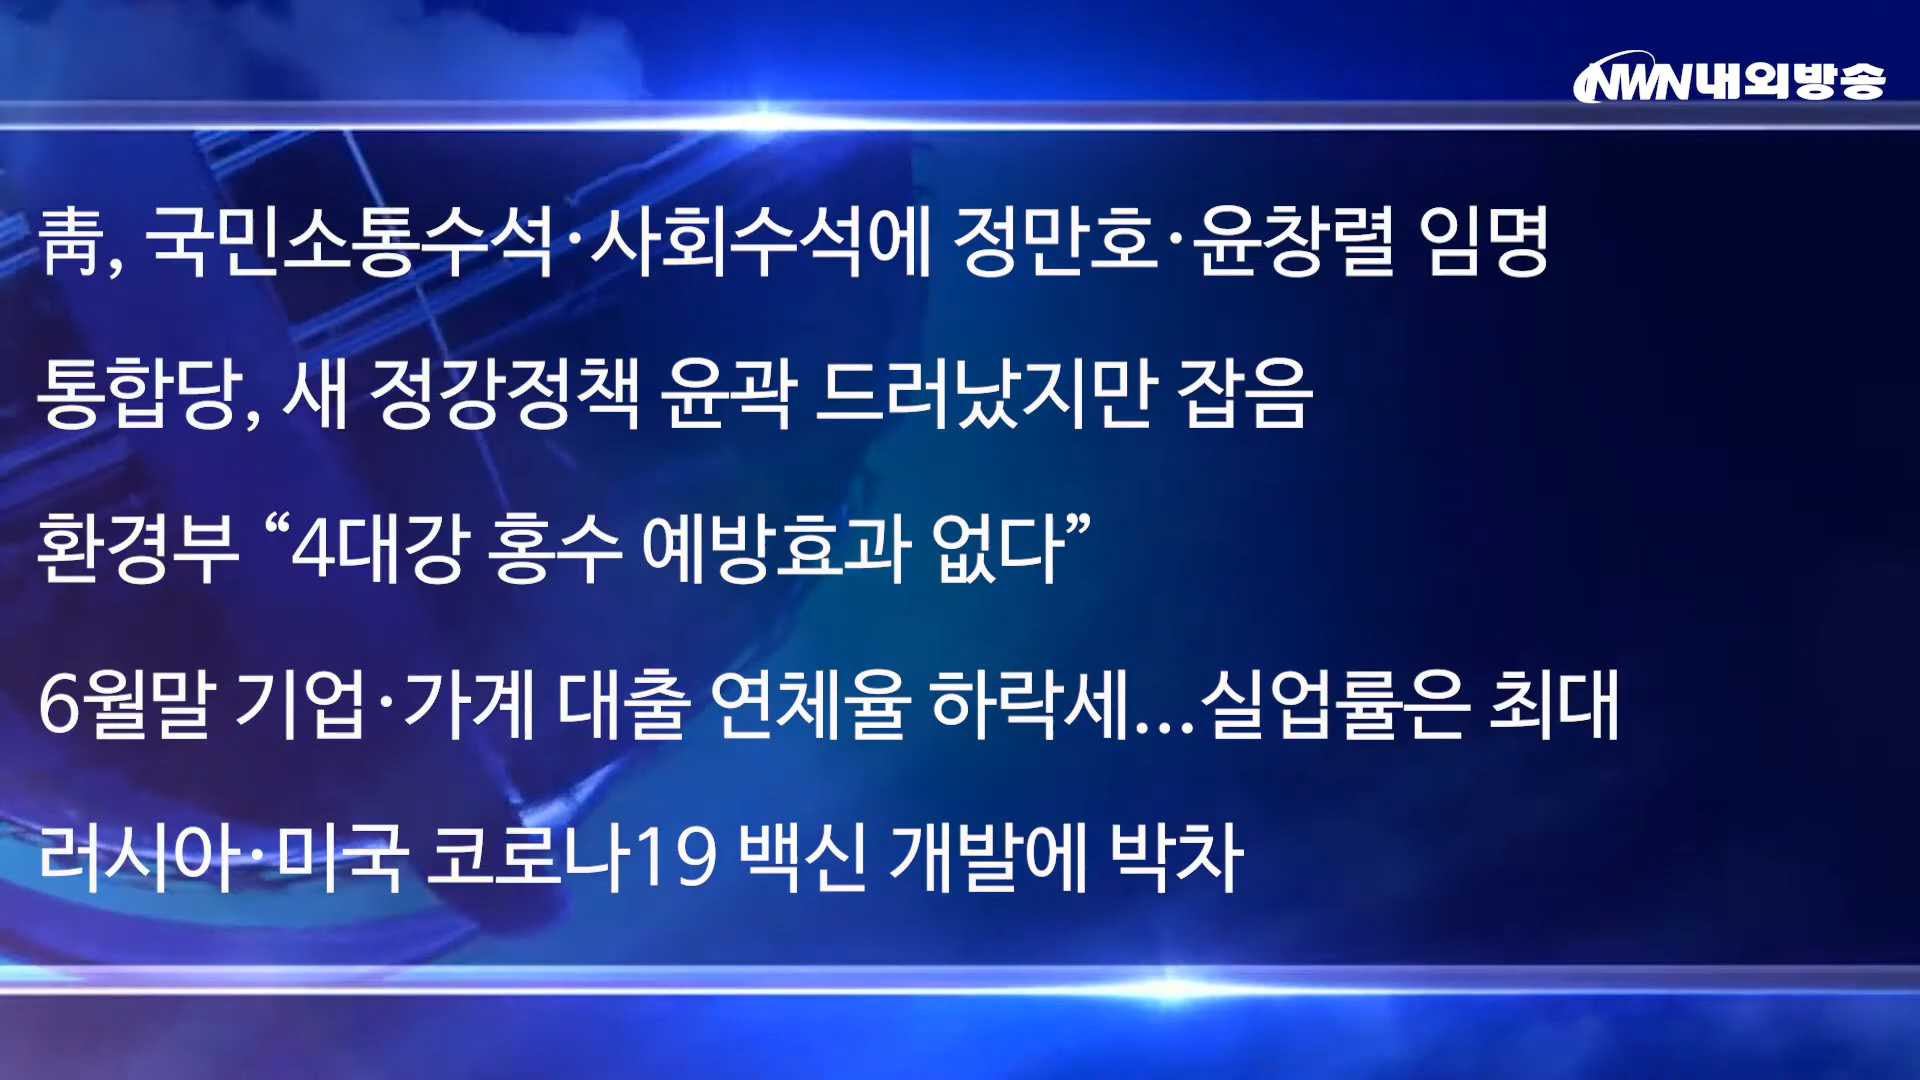 NWN내외방송
靑, 국민소통수석·사회수석에 정만호·윤창렬 임명
통합당, 새 정강정책 윤곽 드러났지만 잡음
환경부 “4대강 홍수 예방효과 없다”
6월말 기업·가계 대출 연체율 하락세...실업률은 최대
러시아·미국 코로나19 백신 개발에 박차